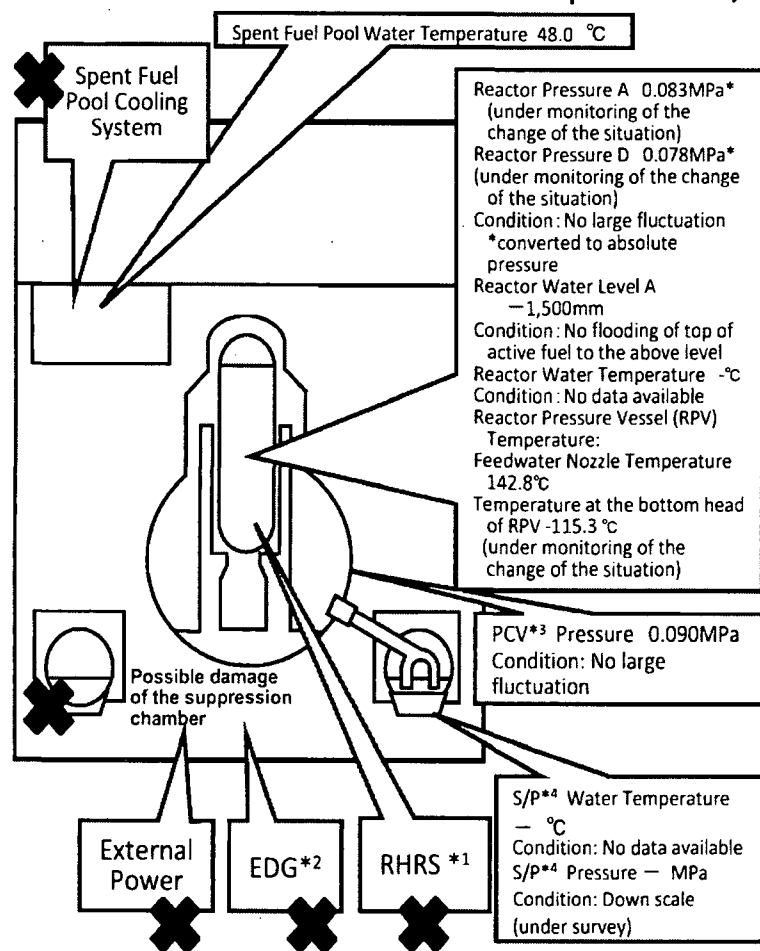 Spent Fuel Pool Water Temperature 48.0 ℃
Spent Fuel
Pool Cooling
System
Reactor Pressure A 0.083MPa*
(under monitoring of the
change of the situation)
Reactor Pressure D 0.078MPa*
(under monitoring of the change
of the situation)
Condition: No large fluctuation
*converted to absolute
pressure
Reactor Water Level A
－1,500mm
Condition: No flooding of top of
active fuel to the above level
Reactor Water Temperature -℃
Condition: No data available
Reactor Pressure Vessel (RPV)
Temperature:
Feedwater Nozzle Temperature
142.8℃
Temperature at the bottom head
of RPV -115.3 ℃
(under monitoring of the
change of the situation)
PCV*3 Pressure 0.090MPa
Condition: No large
fluctuation
Possible damage
of the suppression
chamber
S/P*4 Water Temperature
－ ℃
Condition: No data available
S/P*4 Pressure － MPa
Condition: Down scale
(under survey)
External
Power
EDG*2
RHRS *1